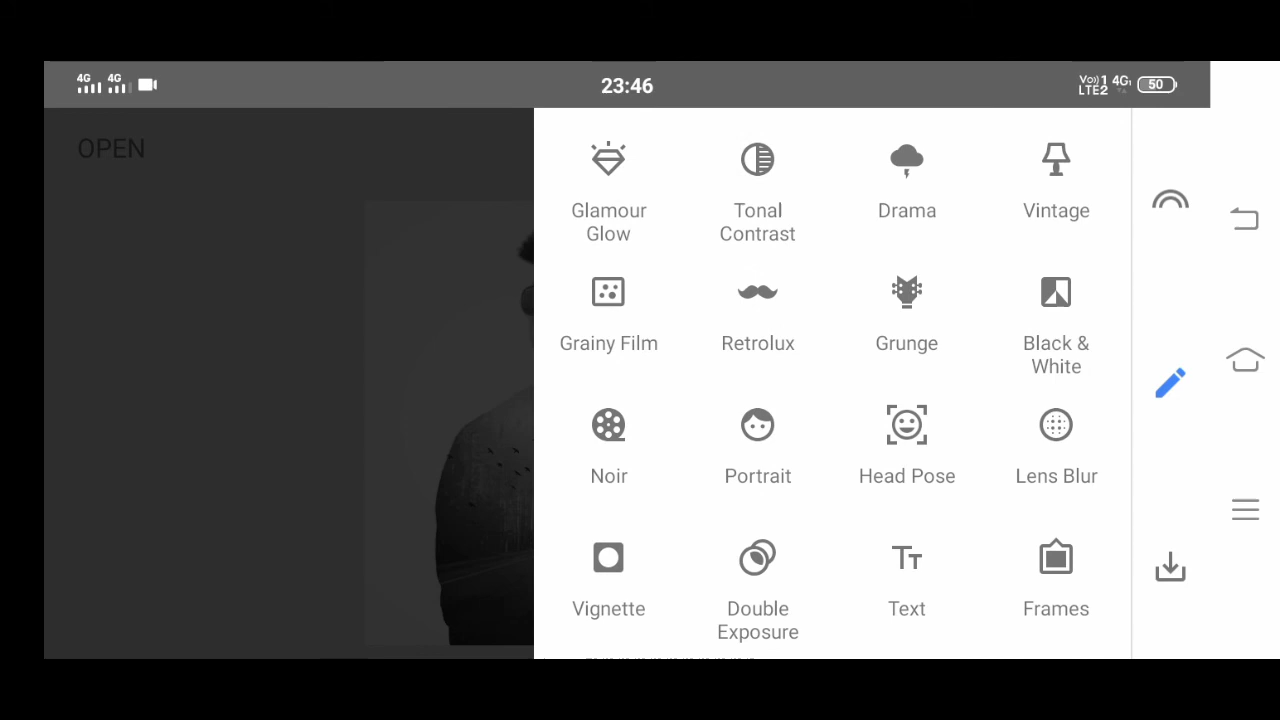 4G 4G
23:46
Vo)) 1 4G
LTE2
50
OPEN
Glamour
Glow
Tonal
Contrast
Drama
Vintage
Grainy Film
Retrolux
Grunge
Black &
White
Noir
Portrait
Head Pose
Lens Blur
Vignette
Double
Exposure
Text
Frames